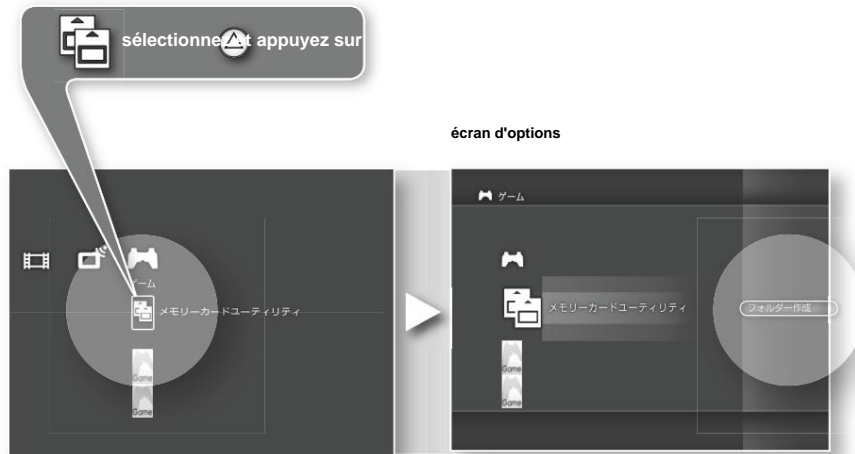 sélectionne et appuyez sur
écran d'options
ゲーム
メモリーカードユーティリティ
Game
Game
ゲーム
メモリーカードユーティリティ
フォルダー作成
Game
Game